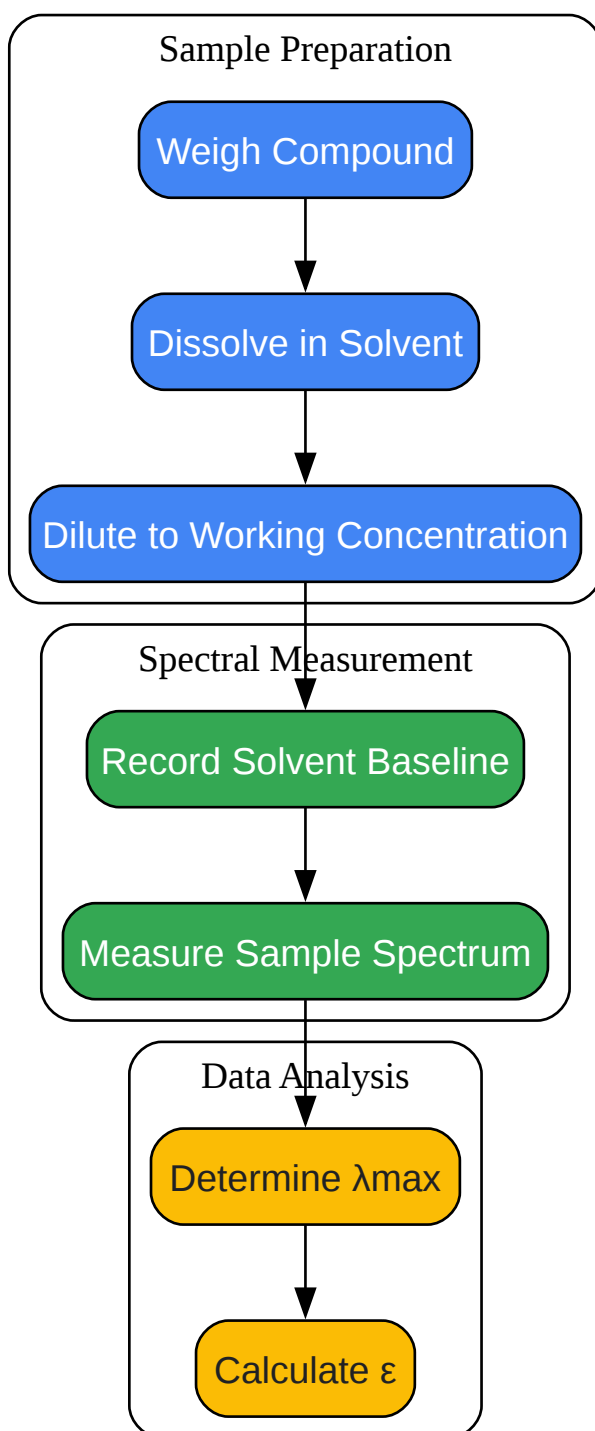 Sample Preparation
Weigh Compound
Dissolve in Solvent
Dilute to Working Concentration
Spectral Measurement
Record Solvent Baseline
Measure Sample Spectrum
Data Analysis
Determine λmax
Calculate ε